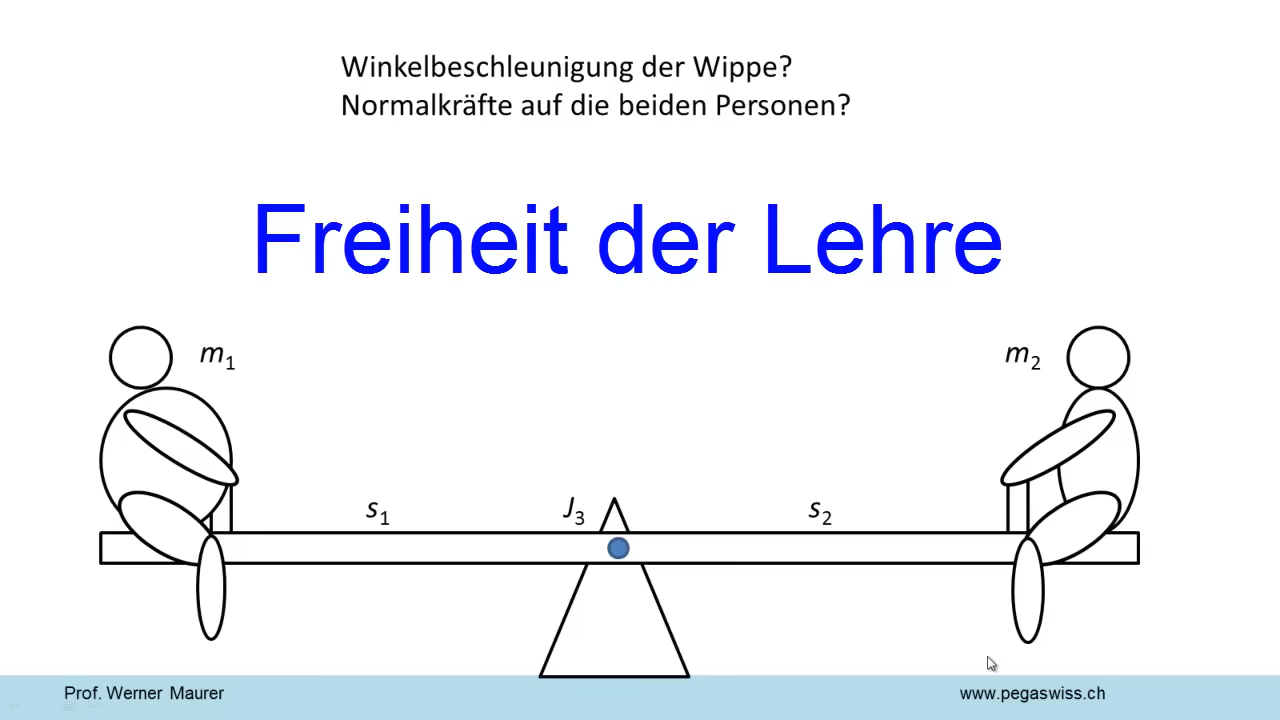 Winkelbeschleunigung der Wippe?
Normalkräfte auf die beiden Personen?
Freiheit der Lehre
m1
m2
s1
J3
s2
Prof. Werner Maurer
www.pegaswiss.ch